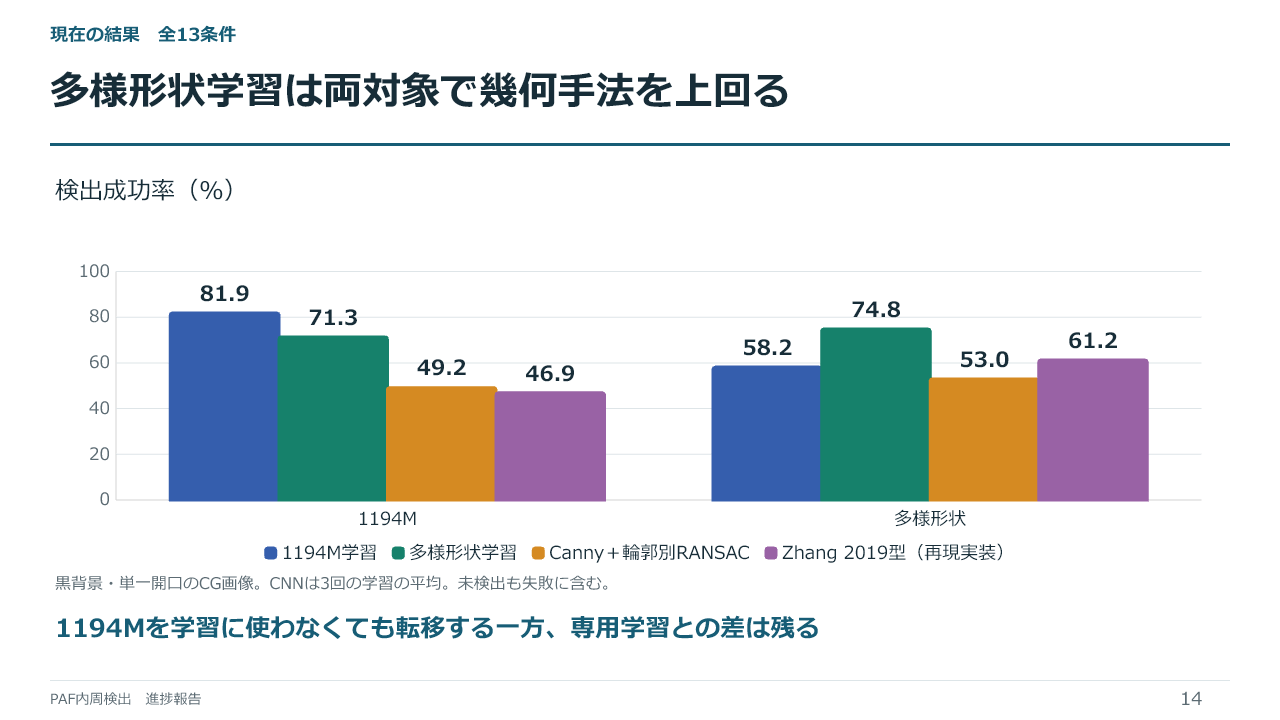 現在の結果　全13条件
多様形状学習は両対象で幾何手法を上回る
検出成功率（%）
100
80
60
40
20
0
81.9
71.3
49.2
46.9
58.2
74.8
53.0
61.2
1194M
多様形状
1194M学習 多様形状学習 Canny＋輪郭別RANSAC Zhang 2019型（再現実装）
黒背景・単一開口のCG画像。CNNは3回の学習の平均。未検出も失敗に含む。
1194Mを学習に使わなくても転移する一方、専用学習との差は残る
PAF内周検出　進捗報告
14